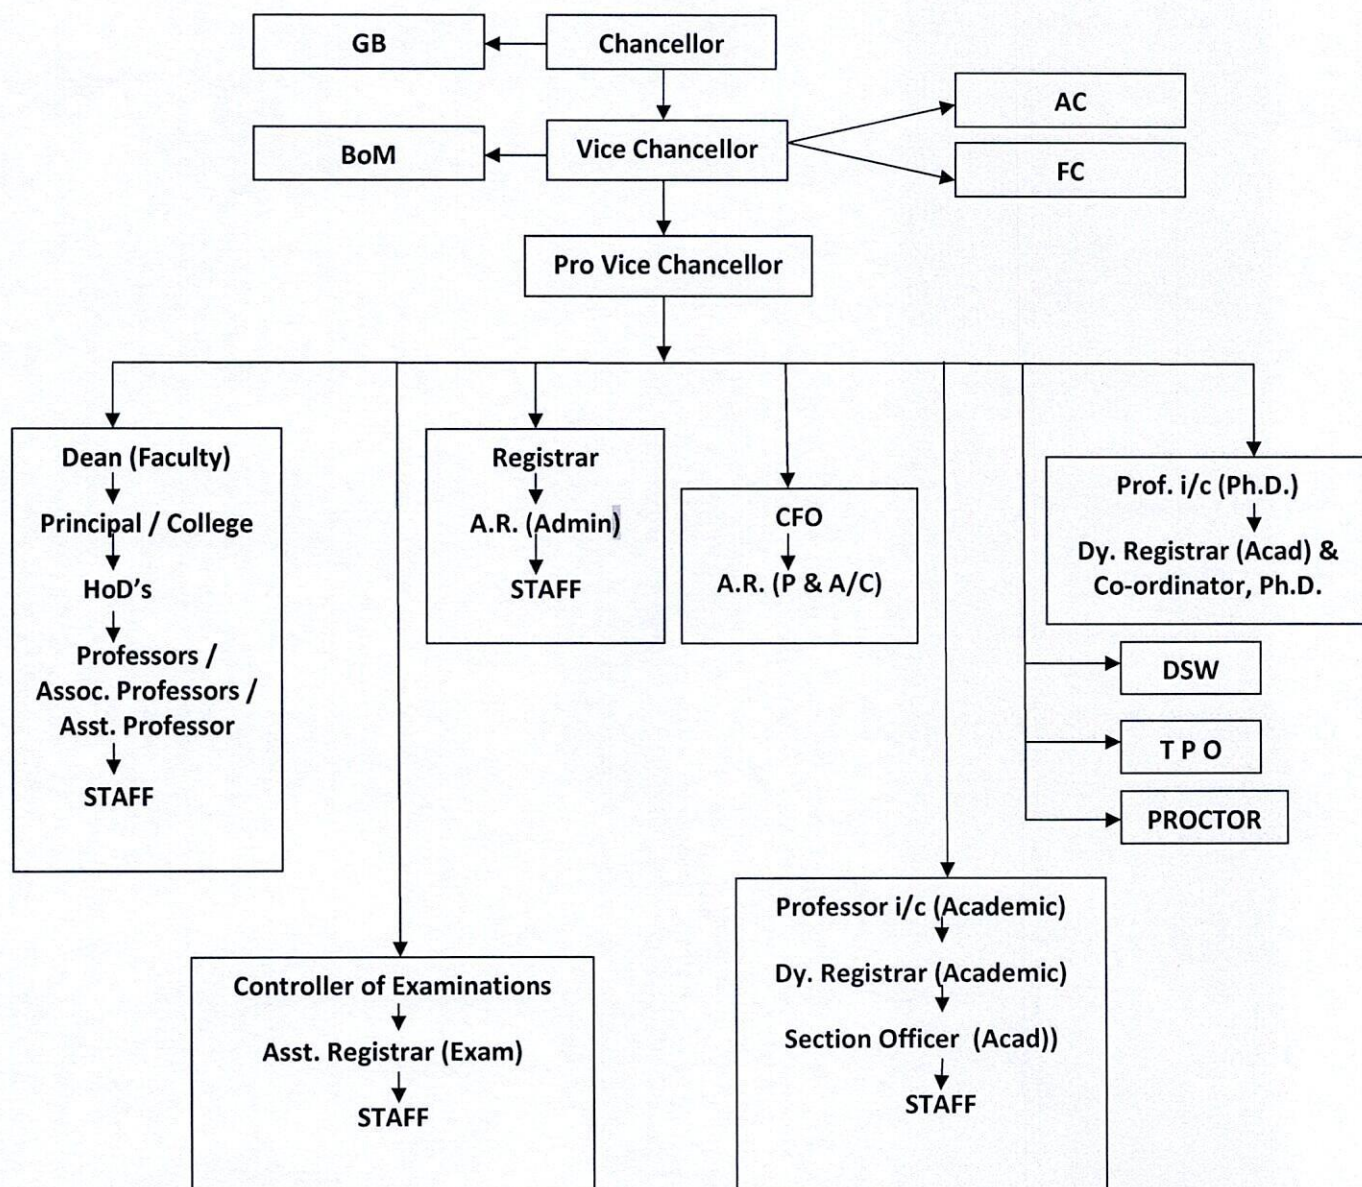 GB
Chancellor
AC
BoM
Vice Chancellor
FC
Pro Vice Chancellor
Dean (Faculty)
Principal / College
HoD's
Professors /
Assoc. Professors /
Asst. Professor
STAFF
Registrar
A.R. (Admin)
STAFF
CFO
A.R. (P & A/C)
Prof. i/c (Ph.D.)
Dy. Registrar (Acad) &
Co-ordinator, Ph.D.
DSW
T P O
PROCTOR
Controller of Examinations
Asst. Registrar (Exam)
STAFF
Professor i/c (Academic)
Dy. Registrar (Academic)
Section Officer (Acad))
STAFF